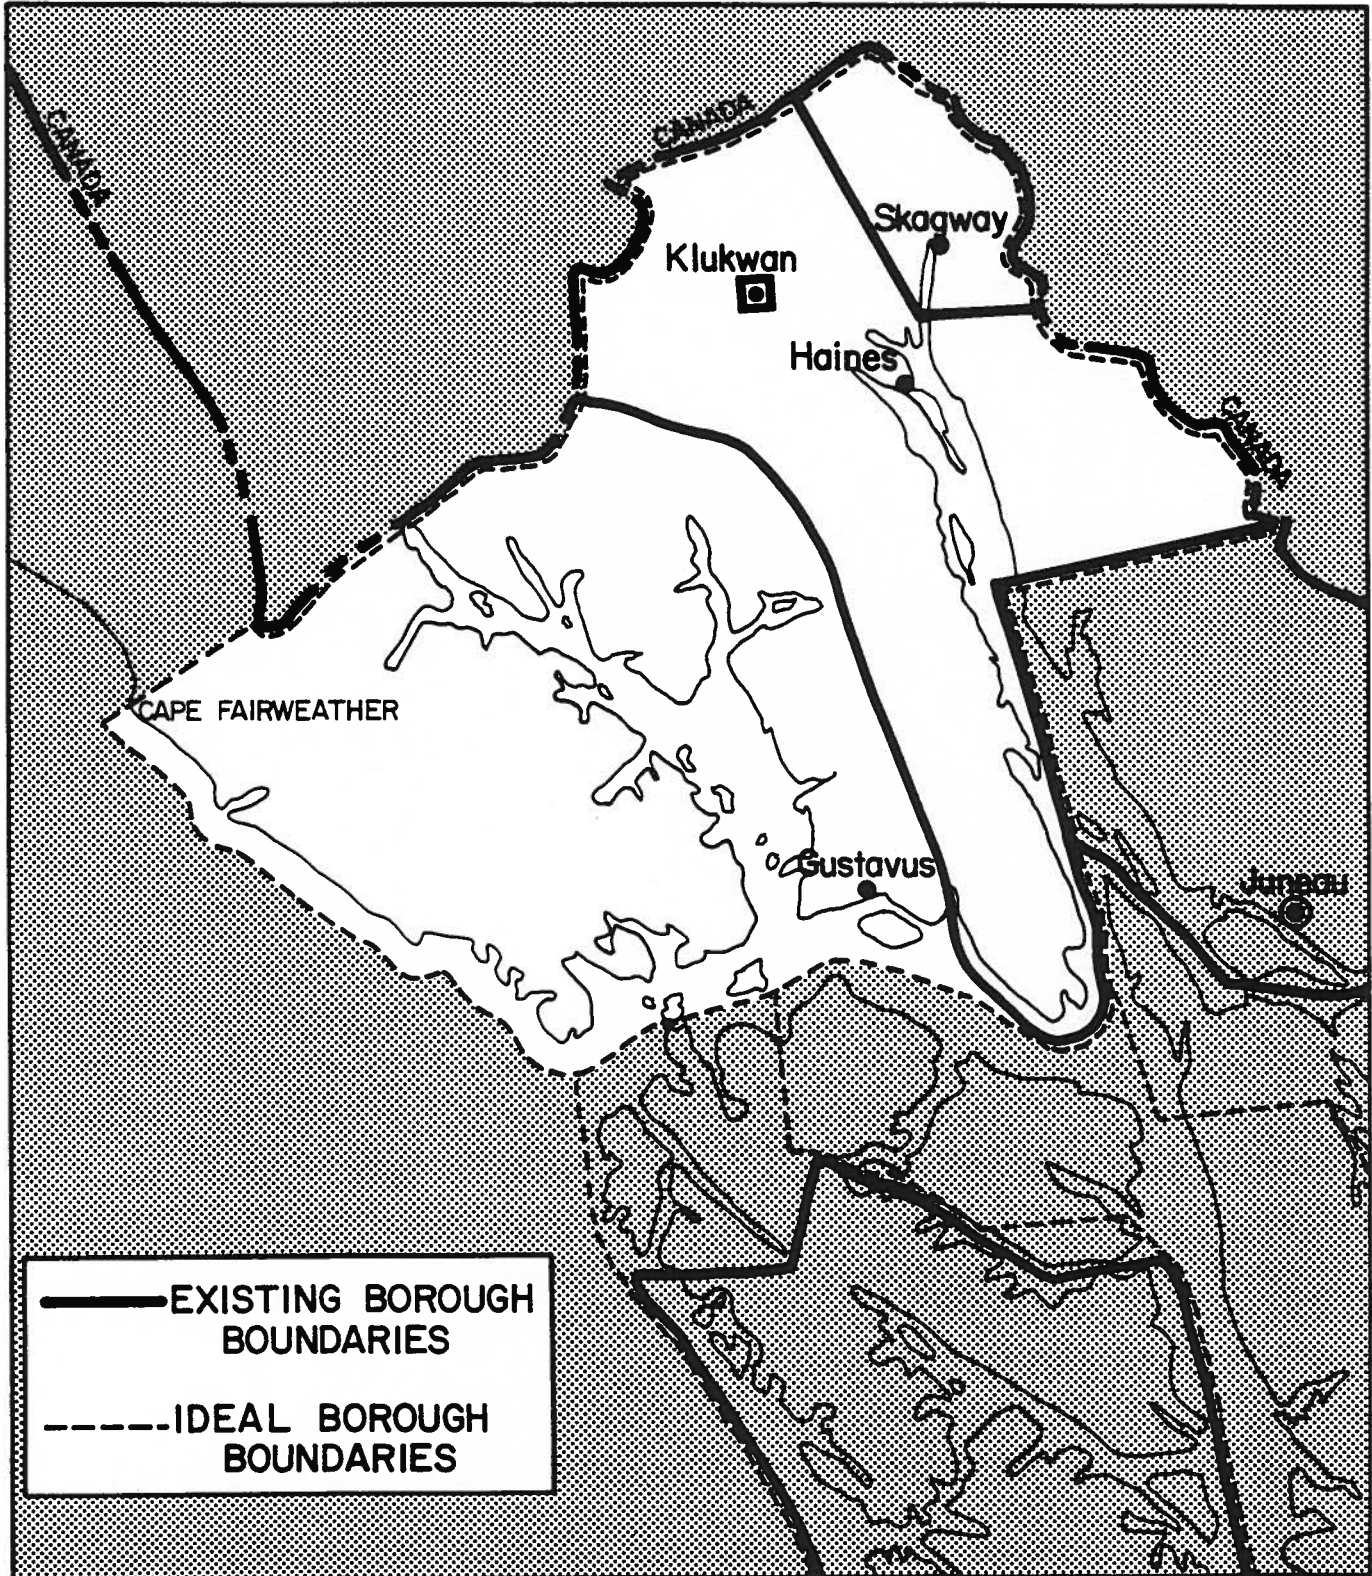 CANADA
CANADA
Skagway
Klukwan
Haines
CANADA
CAPE FAIRWEATHER
Gustavus
Juneau
EXISTING BOROUGH
BOUNDARIES
IDEAL BOROUGH
BOUNDARIES